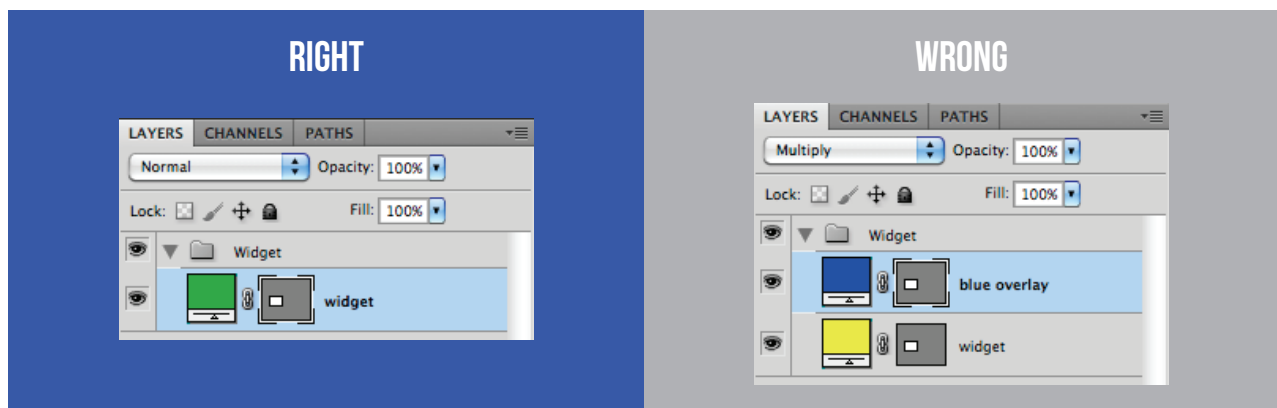 RIGHT
LAYERS CHANNELS PATHS
Normal Opacity: 100%
Lock: Fill: 100%
Widget
widget
WRONG
LAYERS CHANNELS PATHS
Multiply Opacity: 100%
Lock: Fill: 100%
Widget
blue overlay
widget